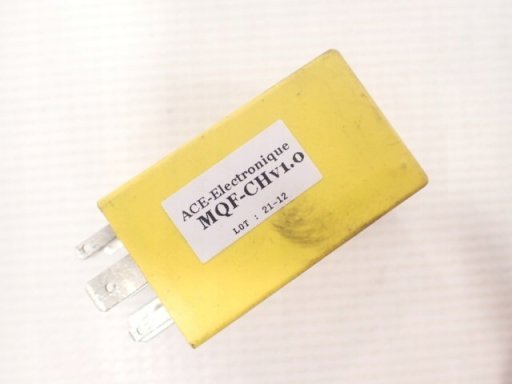 ACE-Electronique
MQF-CHv1.0
LOT : 21-12